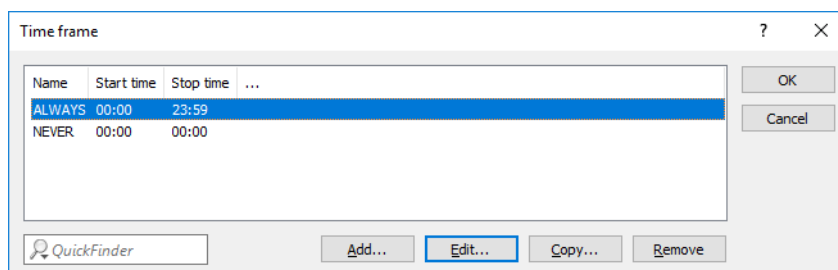 Time frame ?
Name Start time Stop time ...
ALWAYS 00:00 23:59
NEVER 00:00 00:00
OK
Cancel
QuickFinder Add... Edit... Copy... Remove